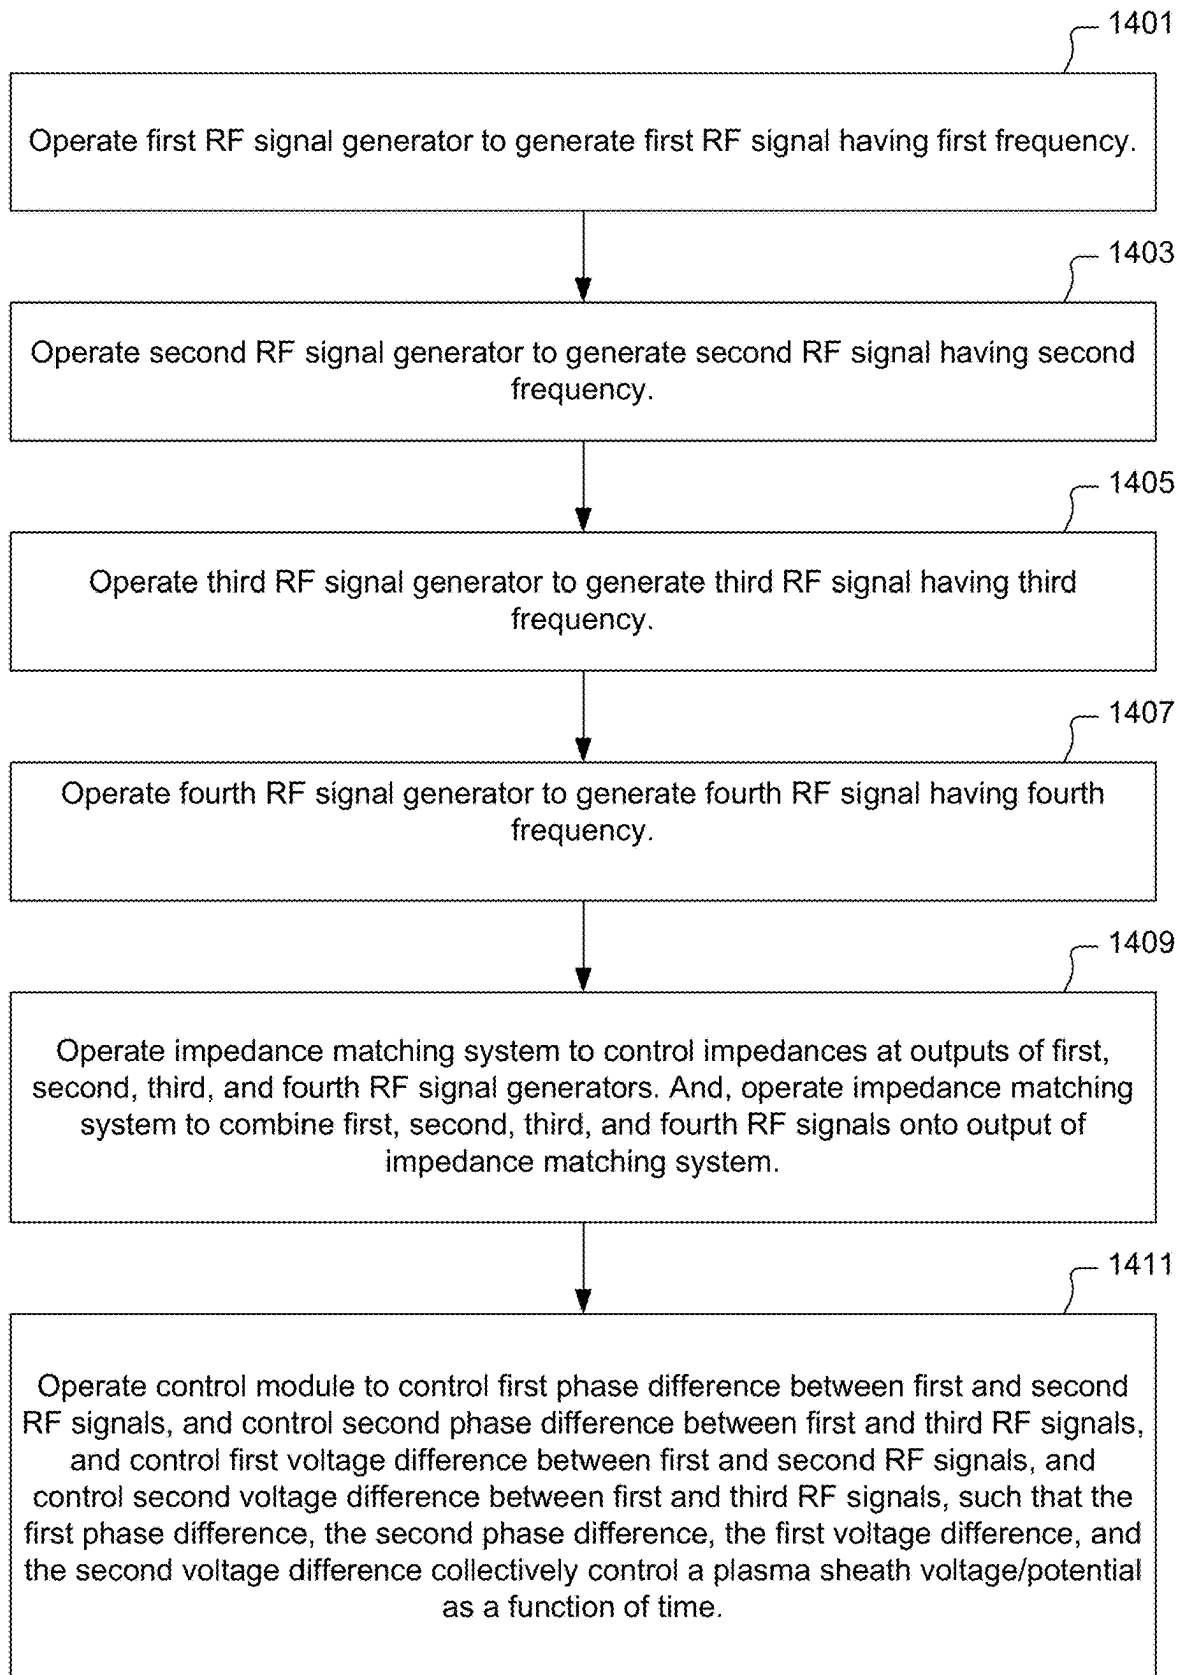 1401
Operate first RF signal generator to generate first RF signal having first frequency.
1403
Operate second RF signal generator to generate second RF signal having second
frequency.
1405
Operate third RF signal generator to generate third RF signal having third
frequency.
1407
Operate fourth RF signal generator to generate fourth RF signal having fourth
frequency.
1409
Operate impedance matching system to control impedances at outputs of first,
second, third, and fourth RF signal generators. And, operate impedance matching
system to combine first, second, third, and fourth RF signals onto output of
impedance matching system.
1411
Operate control module to control first phase difference between first and second
RF signals, and control second phase difference between first and third RF signals,
and control first voltage difference between first and second RF signals, and
control second voltage difference between first and third RF signals, such that the
first phase difference, the second phase difference, the first voltage difference, and
the second voltage difference collectively control a plasma sheath voltage/potential
as a function of time.